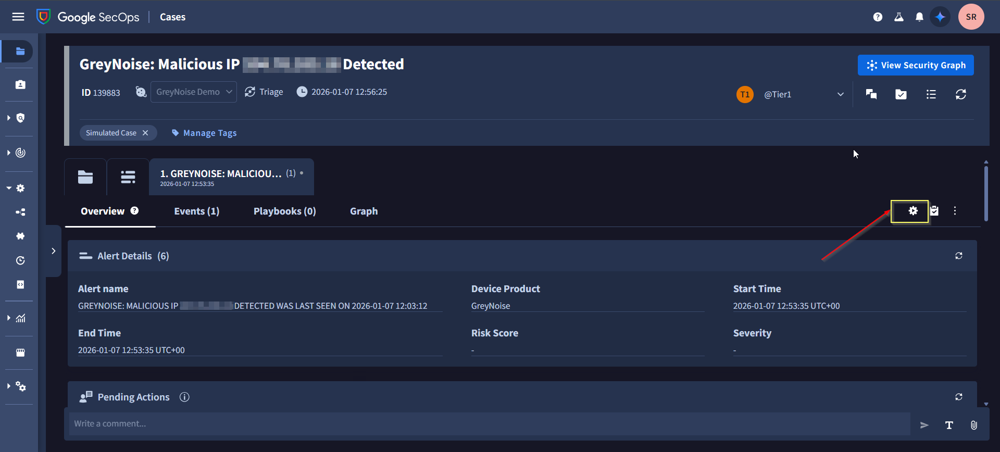 Google SecOps | Cases
SR
GreyNoise: Malicious IP Detected
View Security Graph
ID 139883 GreyNoise Demo Triage 2026-01-07 12:56:25
T1 @Tier1
Simulated Case Manage Tags
1. GREYNOISE: MALICIOU... (1)
2026-01-07 12:53:35
Overview Events (1) Playbooks (0) Graph
Alert Details (6)
Alert name Device Product Start Time
GREYNOISE: MALICIOUS IP DETECTED WAS LAST SEEN ON 2026-01-07 12:03:12 GreyNoise 2026-01-07 12:53:35 UTC+00
End Time Risk Score Severity
2026-01-07 12:53:35 UTC+00 - -
Pending Actions
Write a comment...